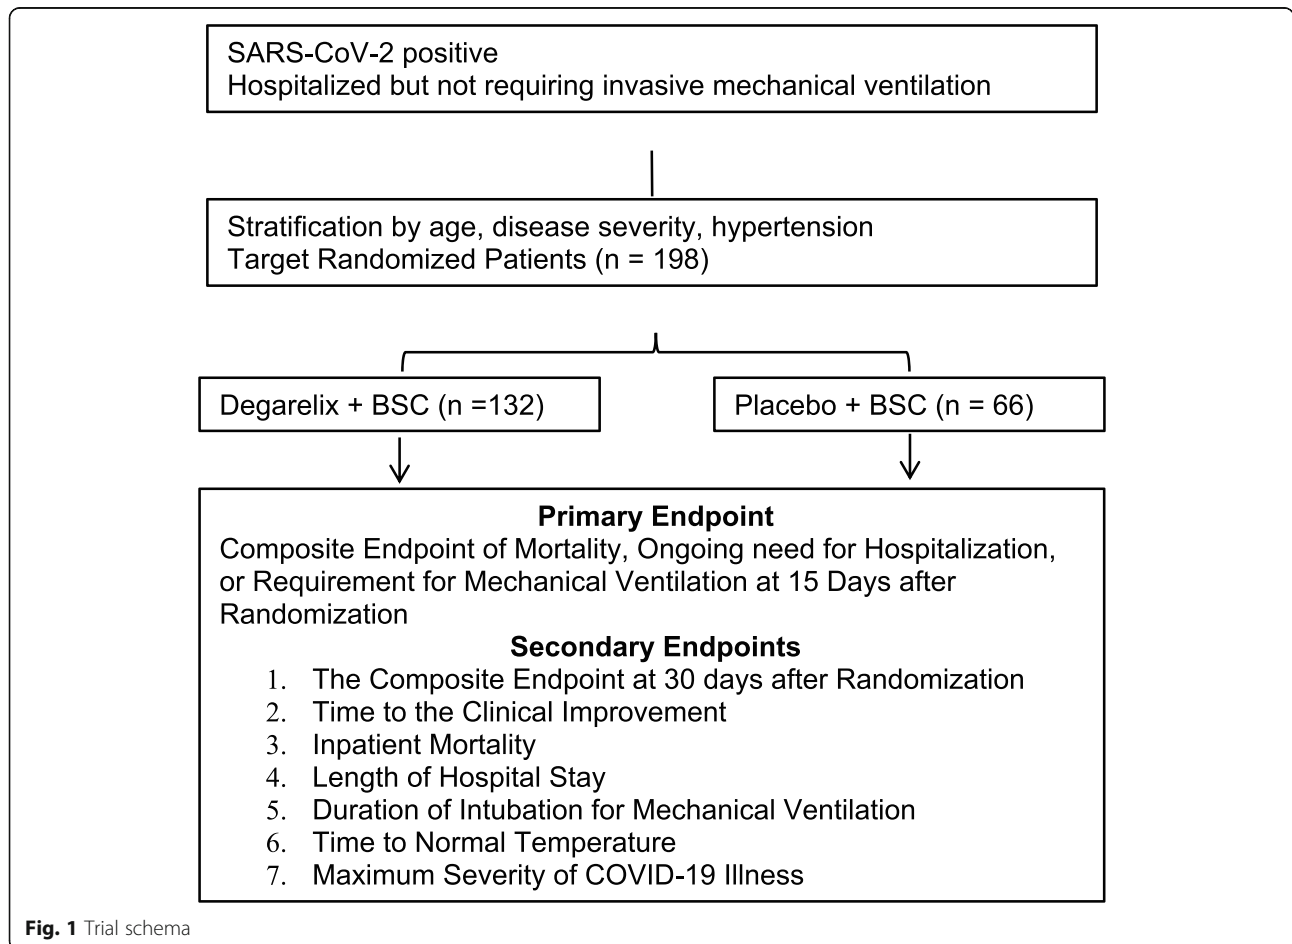 SARS-CoV-2 positive
Hospitalized but not requiring invasive mechanical ventilation
Stratification by age, disease severity, hypertension
Target Randomized Patients (n = 198)
Degarelix + BSC (n =132)
Placebo + BSC (n = 66)
Primary Endpoint
Composite Endpoint of Mortality, Ongoing need for Hospitalization,
or Requirement for Mechanical Ventilation at 15 Days after
Randomization
Secondary Endpoints
1. The Composite Endpoint at 30 days after Randomization
2. Time to the Clinical Improvement
3. Inpatient Mortality
4. Length of Hospital Stay
5. Duration of Intubation for Mechanical Ventilation
6. Time to Normal Temperature
7. Maximum Severity of COVID-19 Illness
Fig. 1 Trial schema